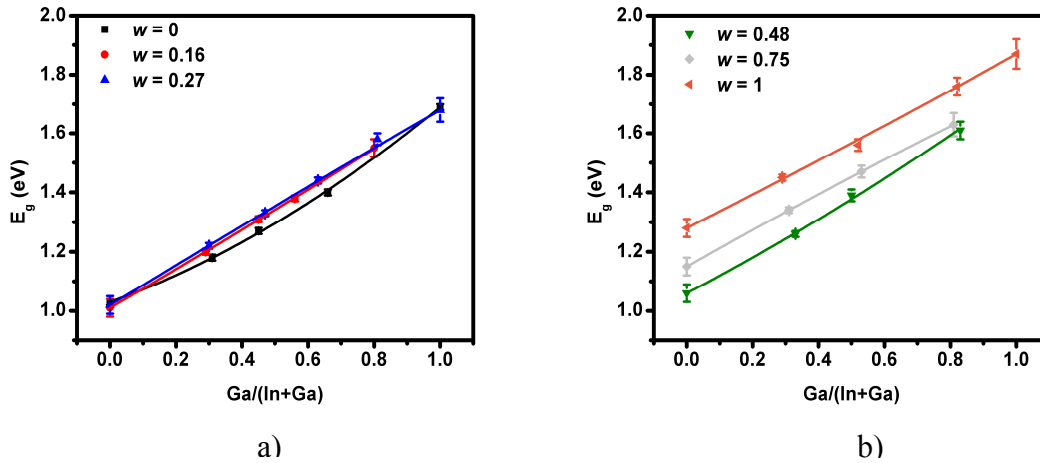 2.0
1.8
1.6
1.4
1.2
1.0
E_g (eV)
w = 0
w = 0.16
w = 0.27
0.0 0.2 0.4 0.6 0.8 1.0
Ga/(In+Ga)
a)
2.0
1.8
1.6
1.4
1.2
1.0
E_g (eV)
w = 0.48
w = 0.75
w = 1
0.0 0.2 0.4 0.6 0.8 1.0
Ga/(In+Ga)
b)